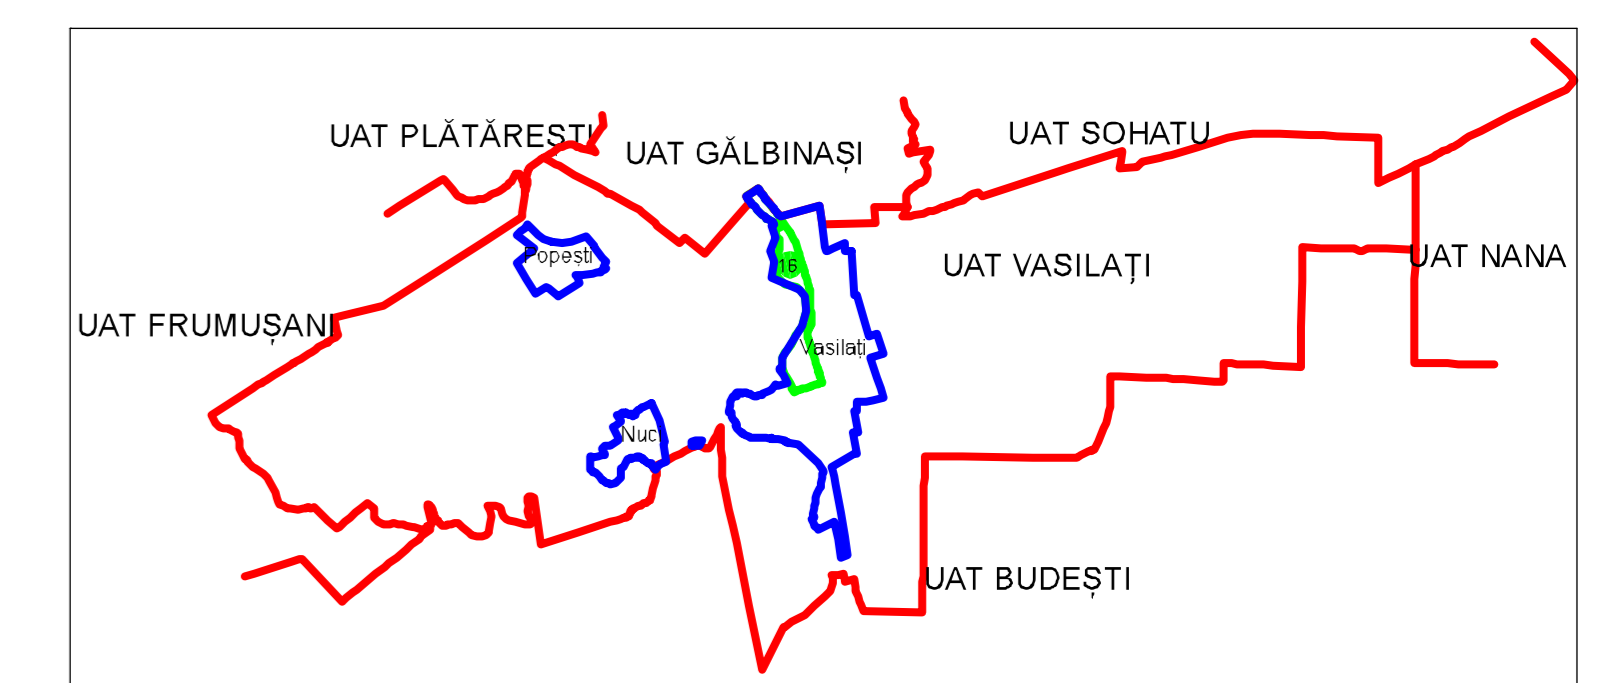 UAT PLĂTĂREȘTI
UAT GĂLBINAȘI
UAT SOHATU
UAT VASILAȚI
UAT NANA
Popești
16
UAT FRUMUȘANI
Vasilați
Nuci
UAT BUDEȘTI